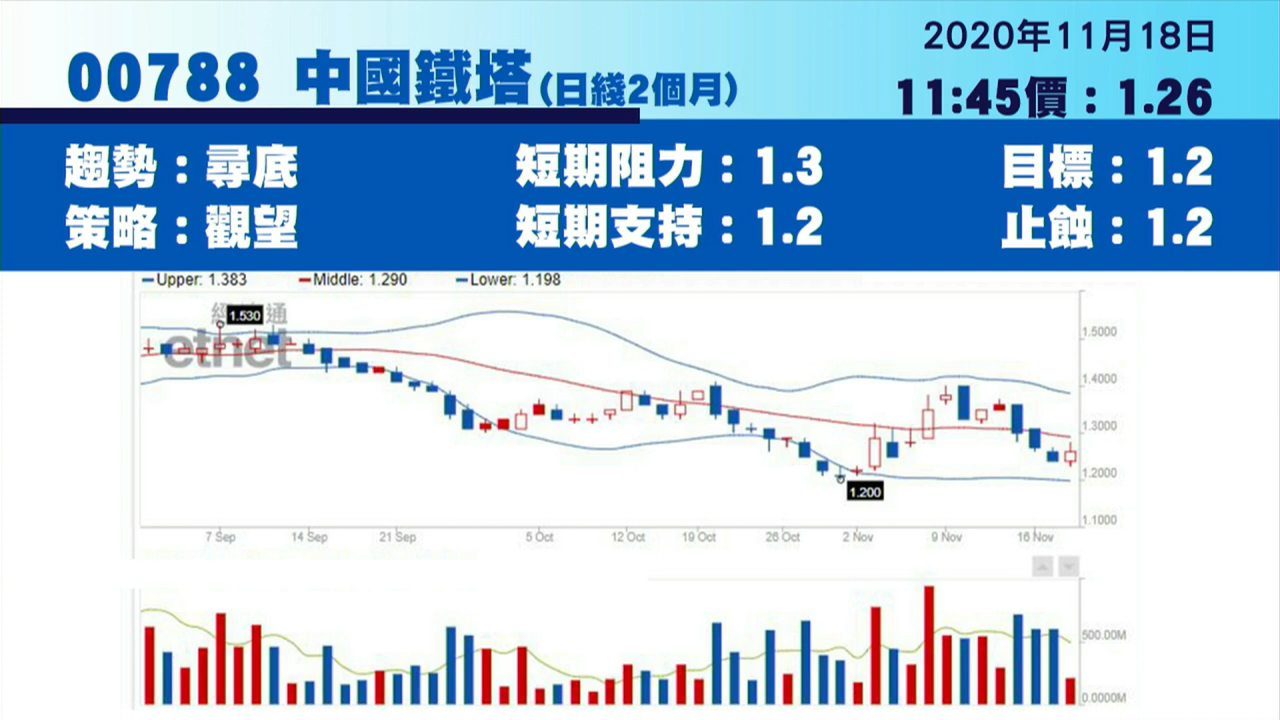 00788 中國鐵塔(日綫2個月)
2020年11月18日
11:45價：1.26
趨勢：尋底
短期阻力：1.3
目標：1.2
策略：觀望
短期支持：1.2
止蝕：1.2
Upper: 1.383 Middle: 1.290 Lower: 1.198
經濟通
etnet
1.530
1.200
1.5000
1.4000
1.3000
1.2000
1.1000
7 Sep 14 Sep 21 Sep 5 Oct 12 Oct 19 Oct 26 Oct 2 Nov 9 Nov 16 Nov
500.00M
0.0000M